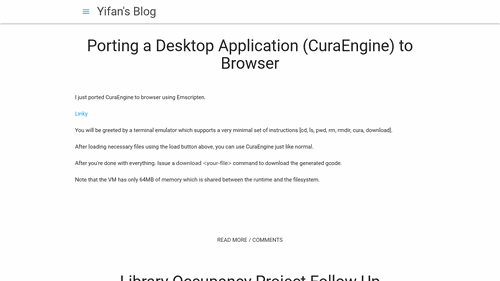 Yifan's Blog
Porting a Desktop Application (CuraEngine) to
Browser
I just ported CuraEngine to browser using Emscripten.
Linky
You will be greeted by a terminal emulator which supports a very minimal set of instructions [cd, ls, pwd, rm, rmdir, cura, download].
After loading necessary files using the load button above, you can use CuraEngine just like normal.
After you're done with everything. Issue a download <your-file> command to download the generated gcode.
Note that the VM has only 64MB of memory which is shared between the runtime and the filesystem.
READ MORE / COMMENTS
Library Occupancy Project Follow Up